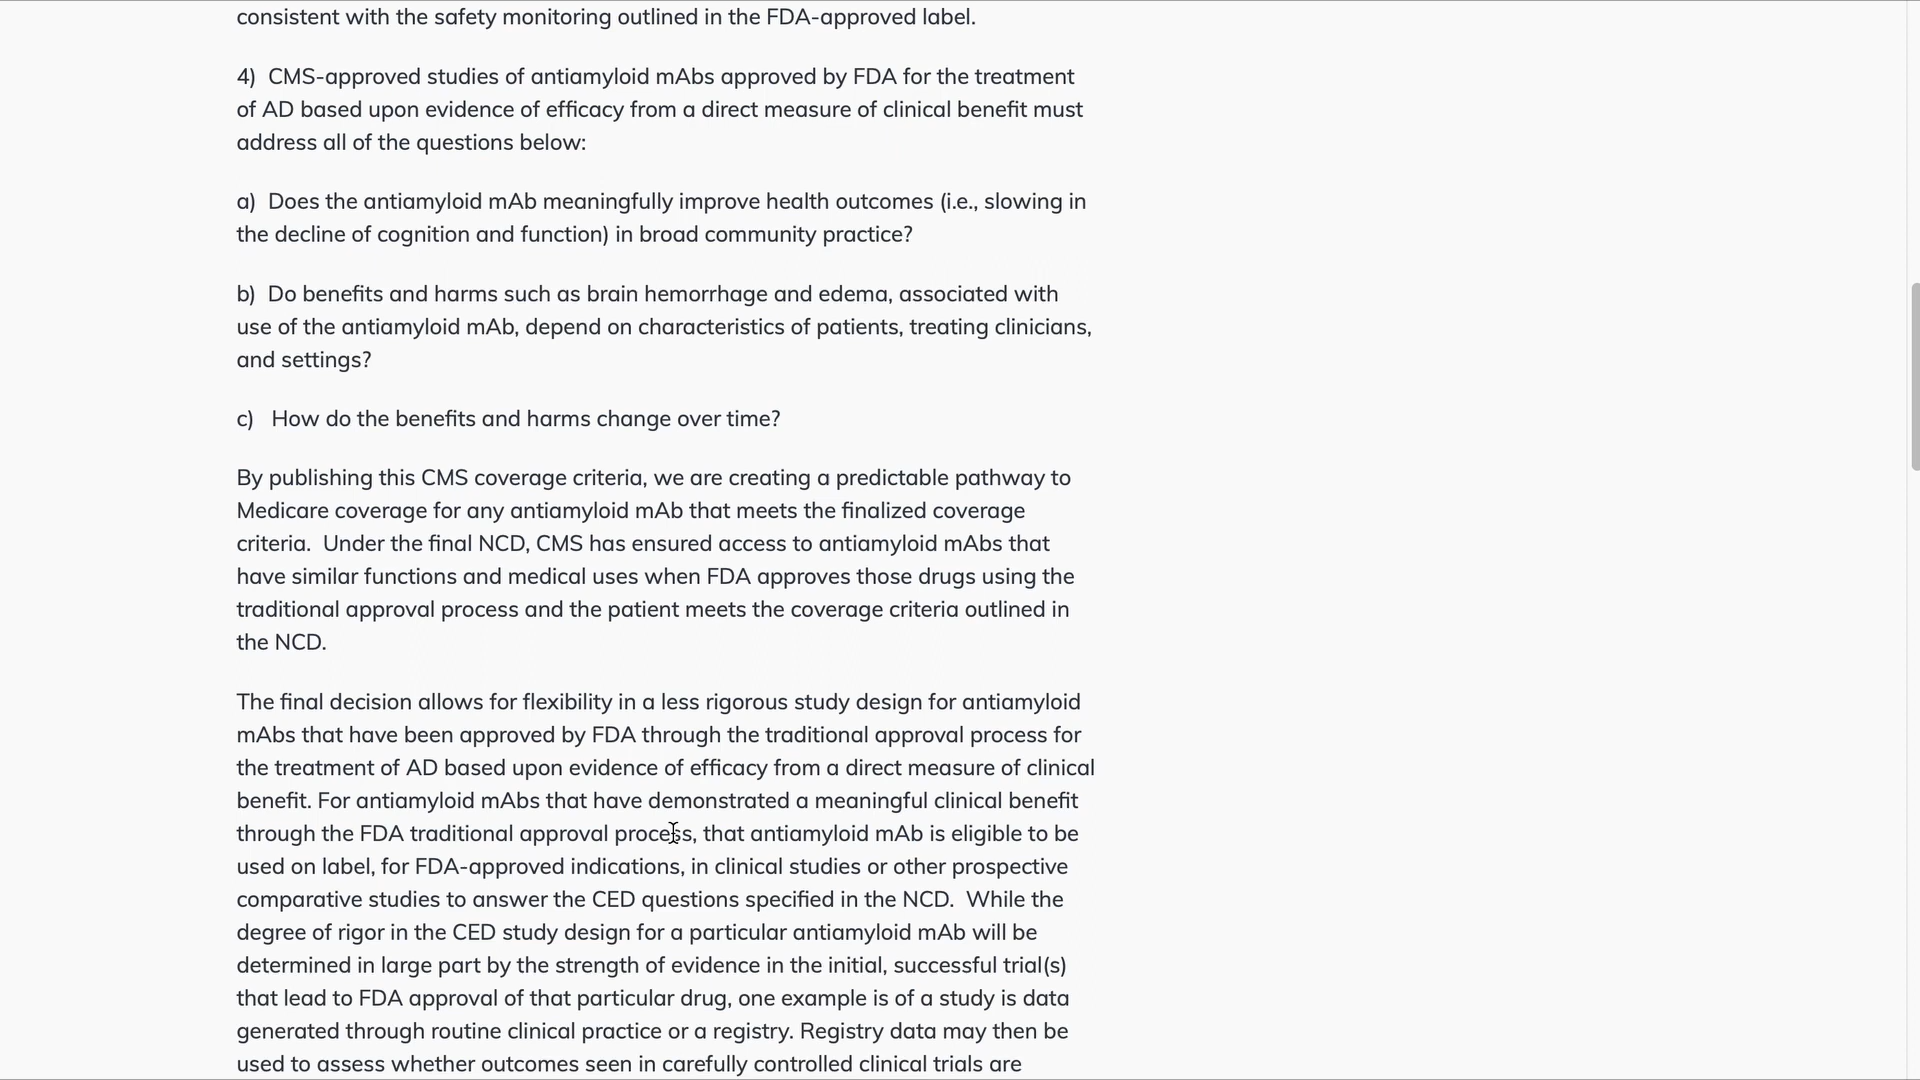 consistent with the safety monitoring outlined in the FDA-approved label.
4)  CMS-approved studies of antiamyloid mAbs approved by FDA for the treatment
of AD based upon evidence of efficacy from a direct measure of clinical benefit must
address all of the questions below:
a)  Does the antiamyloid mAb meaningfully improve health outcomes (i.e., slowing in
the decline of cognition and function) in broad community practice?
b)  Do benefits and harms such as brain hemorrhage and edema, associated with
use of the antiamyloid mAb, depend on characteristics of patients, treating clinicians,
and settings?
c)   How do the benefits and harms change over time?
By publishing this CMS coverage criteria, we are creating a predictable pathway to
Medicare coverage for any antiamyloid mAb that meets the finalized coverage
criteria.  Under the final NCD, CMS has ensured access to antiamyloid mAbs that
have similar functions and medical uses when FDA approves those drugs using the
traditional approval process and the patient meets the coverage criteria outlined in
the NCD.
The final decision allows for flexibility in a less rigorous study design for antiamyloid
mAbs that have been approved by FDA through the traditional approval process for
the treatment of AD based upon evidence of efficacy from a direct measure of clinical
benefit. For antiamyloid mAbs that have demonstrated a meaningful clinical benefit
through the FDA traditional approval process, that antiamyloid mAb is eligible to be
used on label, for FDA-approved indications, in clinical studies or other prospective
comparative studies to answer the CED questions specified in the NCD.  While the
degree of rigor in the CED study design for a particular antiamyloid mAb will be
determined in large part by the strength of evidence in the initial, successful trial(s)
that lead to FDA approval of that particular drug, one example is of a study is data
generated through routine clinical practice or a registry. Registry data may then be
used to assess whether outcomes seen in carefully controlled clinical trials are